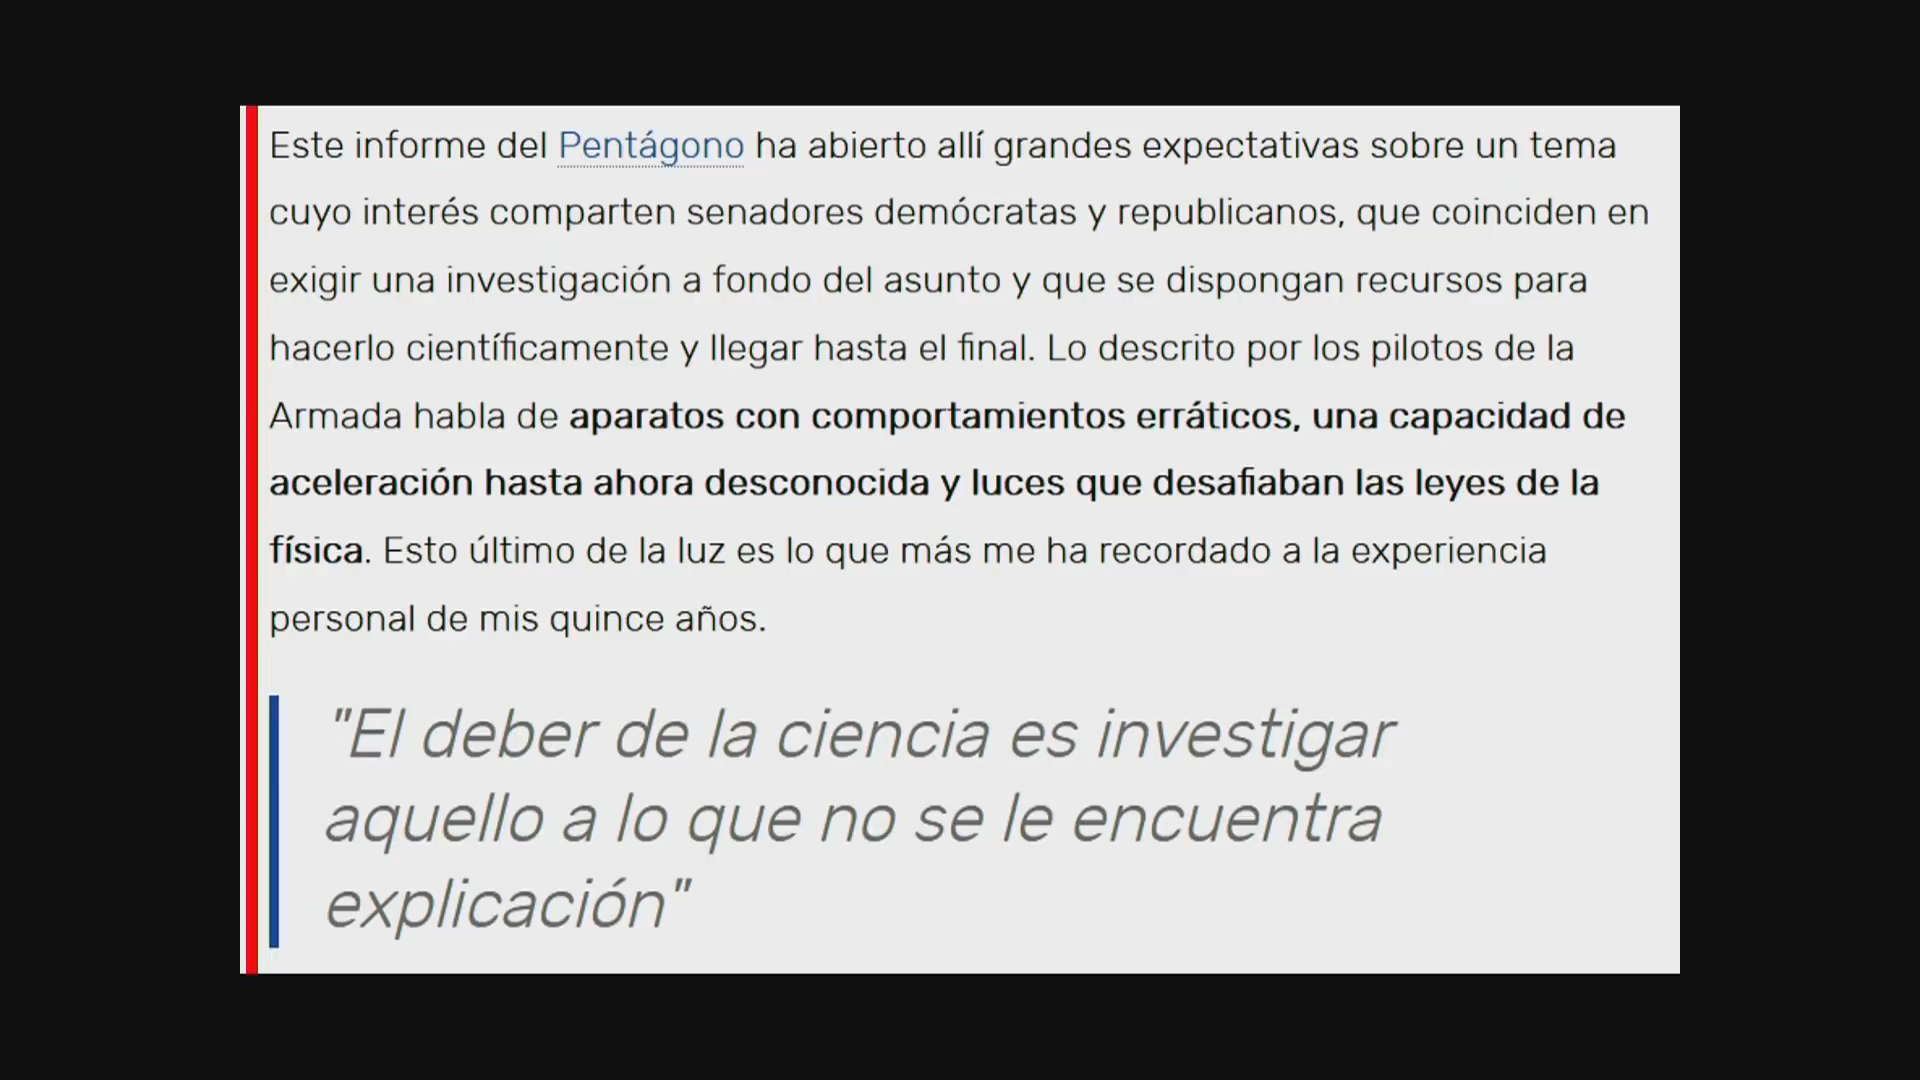 Este informe del Pentágono ha abierto allí grandes expectativas sobre un tema
cuyo interés comparten senadores demócratas y republicanos, que coinciden en
exigir una investigación a fondo del asunto y que se dispongan recursos para
hacerlo científicamente y llegar hasta el final. Lo descrito por los pilotos de la
Armada habla de aparatos con comportamientos erráticos, una capacidad de
aceleración hasta ahora desconocida y luces que desafiaban las leyes de la
física. Esto último de la luz es lo que más me ha recordado a la experiencia
personal de mis quince años.
"El deber de la ciencia es investigar
aquello a lo que no se le encuentra
explicación"